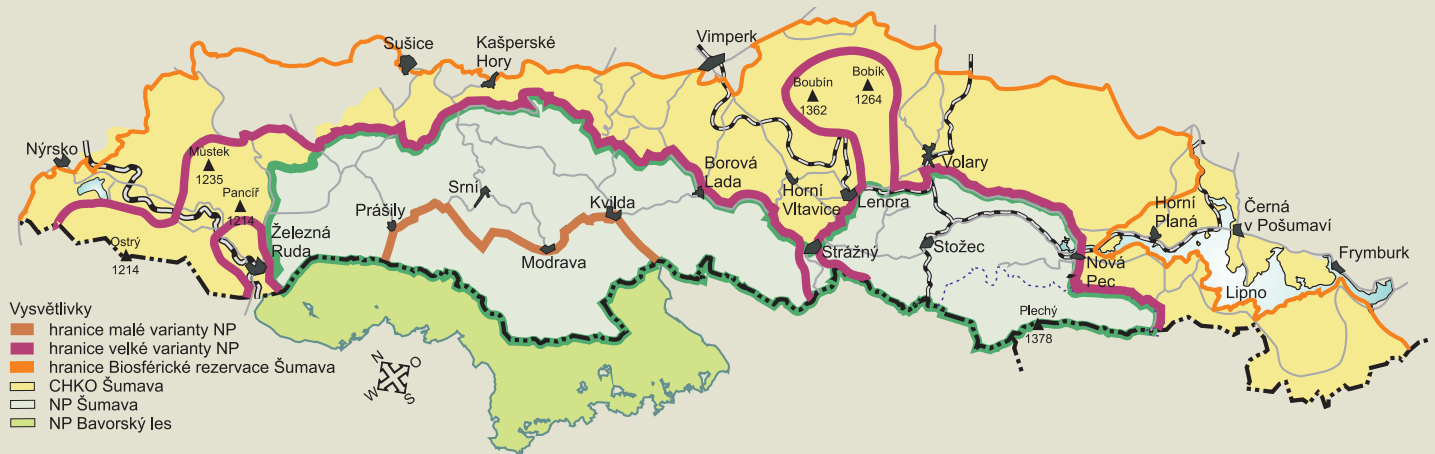 Sušice
Kašperské
Hory
Vimperk
Boubín
1362
Bobík
1264
Nýrsko
Můstek
1235
Pancíř
1214
Ostrý
1214
Železná
Ruda
Prášily
Srní
Modrava
Kvilda
Borová
Lada
Horní
Vltavice
Lenora
Volary
Strážný
Stožec
Nová
Pec
Plechý
1378
Horní
Planá
Černá
v Pošumaví
Lipno
Frymburk
Vysvětlivky
hranice malé varianty NP
hranice velké varianty NP
hranice Biosférické rezervace Šumava
CHKO Šumava
NP Šumava
NP Bavorský les
N
O
W
S